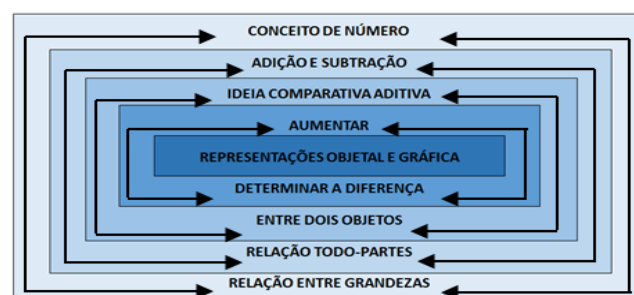 CONCEITO DE NÚMERO
ADIÇÃO E SUBTRAÇÃO
IDEIA COMPARATIVA ADITIVA
AUMENTAR
REPRESENTAÇÕES OBJETAL E GRÁFICA
DETERMINAR A DIFERENÇA
ENTRE DOIS OBJETOS
RELAÇÃO TODO-PARTES
RELAÇÃO ENTRE GRANDEZAS